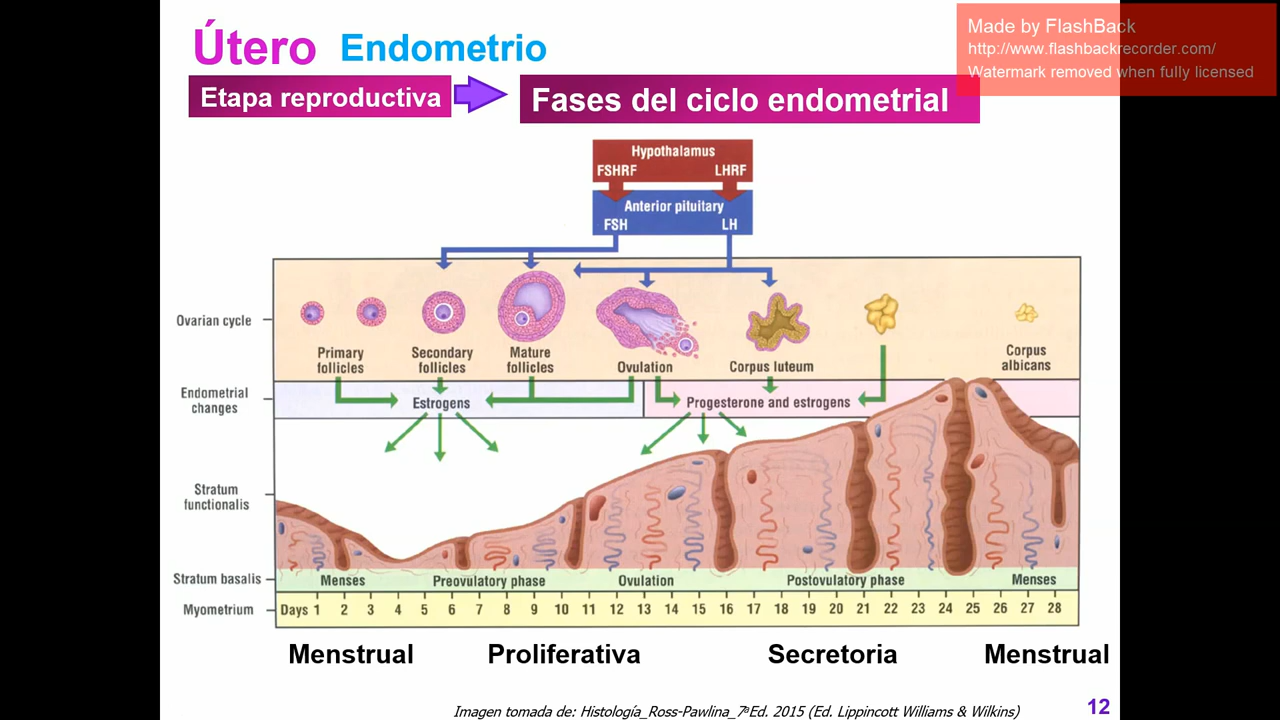 Útero Endometrio
Made by FlashBack
http://www.flashbackrecorder.com/
Watermark removed when fully licensed
Etapa reproductiva
Fases del ciclo endometrial
Hypothalamus
FSHRF LHRF
Anterior pituitary
FSH LH
Ovarian cycle
Primary
follicles
Secondary
follicles
Mature
follicles
Ovulation
Corpus luteum
Corpus
albicans
Endometrial
changes
Estrogens
Progesterone and estrogens
Stratum
functionalis
Stratum basalis
Menses
Preovulatory phase
Ovulation
Postovulatory phase
Menses
Myometrium
Days 1 2 3 4 5 6 7 8 9 10 11 12 13 14 15 16 17 18 19 20 21 22 23 24 25 26 27 28
Menstrual Proliferativa Secretoria Menstrual
Imagen tomada de: Histología_Ross-Pawlina_7ªEd. 2015 (Ed. Lippincott Williams & Wilkins)
12